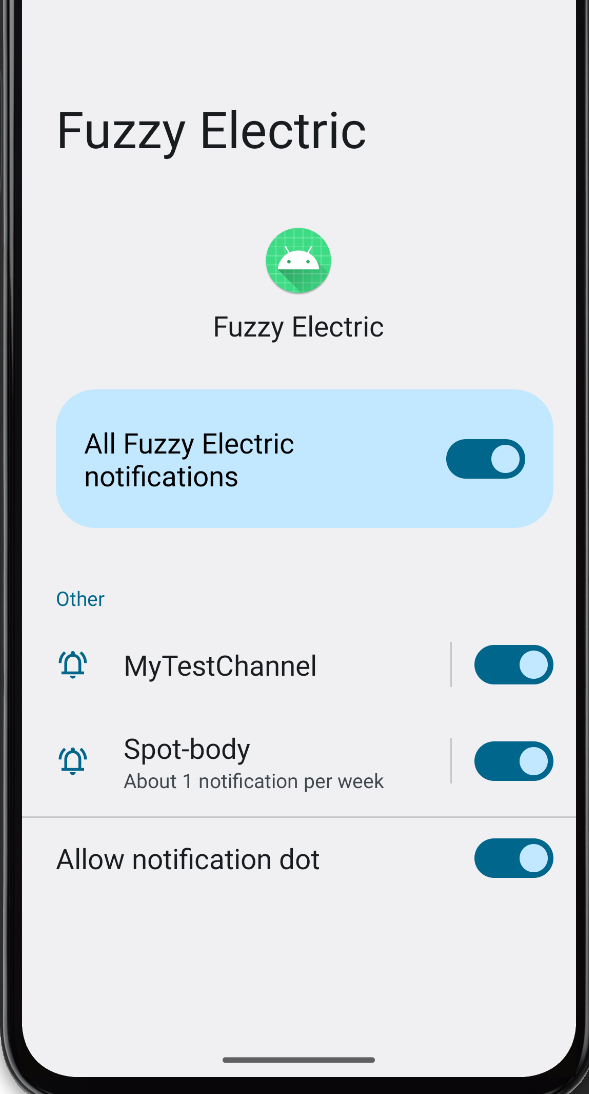 Fuzzy Electric
Fuzzy Electric
All Fuzzy Electric
notifications
Other
MyTestChannel
Spot-body
About 1 notification per week
Allow notification dot